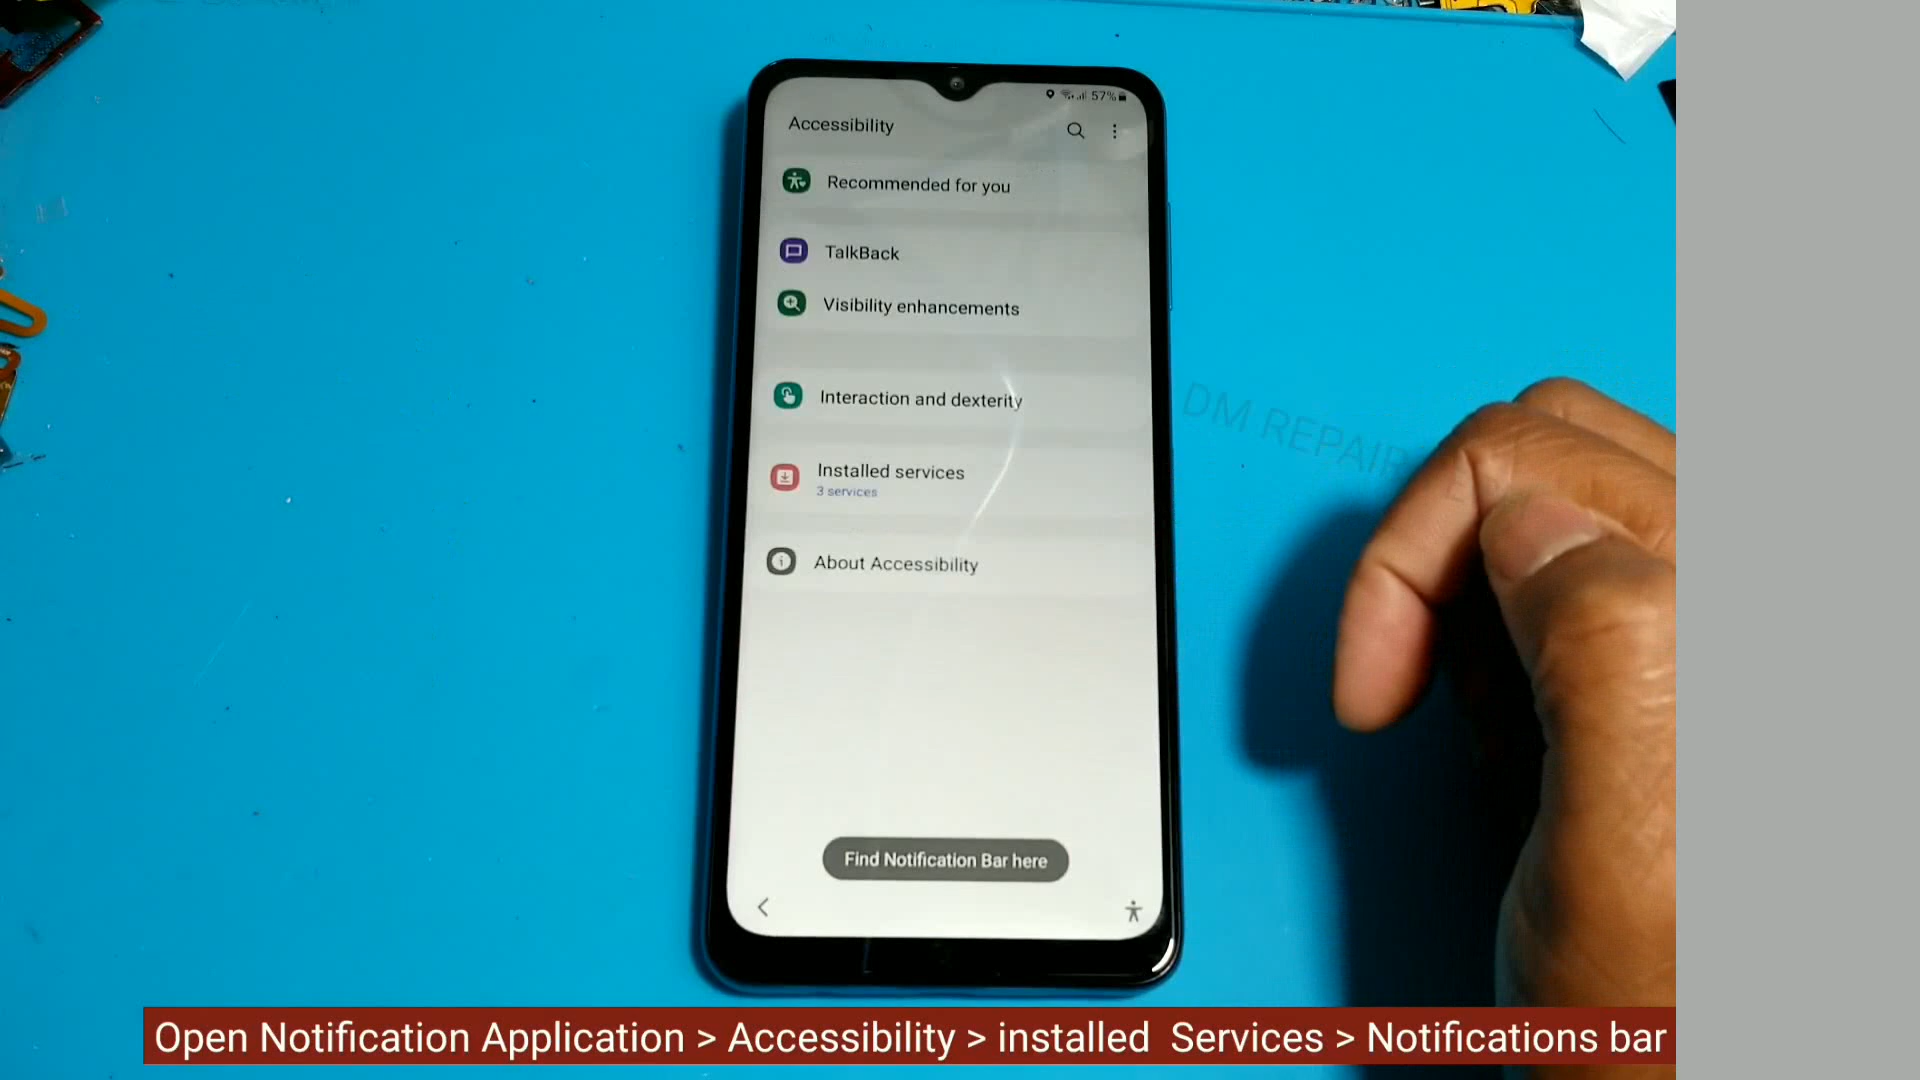 57%
Accessibility
Recommended for you
TalkBack
Visibility enhancements
Interaction and dexterity
Installed services
3 services
About Accessibility
Find Notification Bar here
DM REPAIR
Open Notification Application > Accessibility > installed Services > Notifications bar